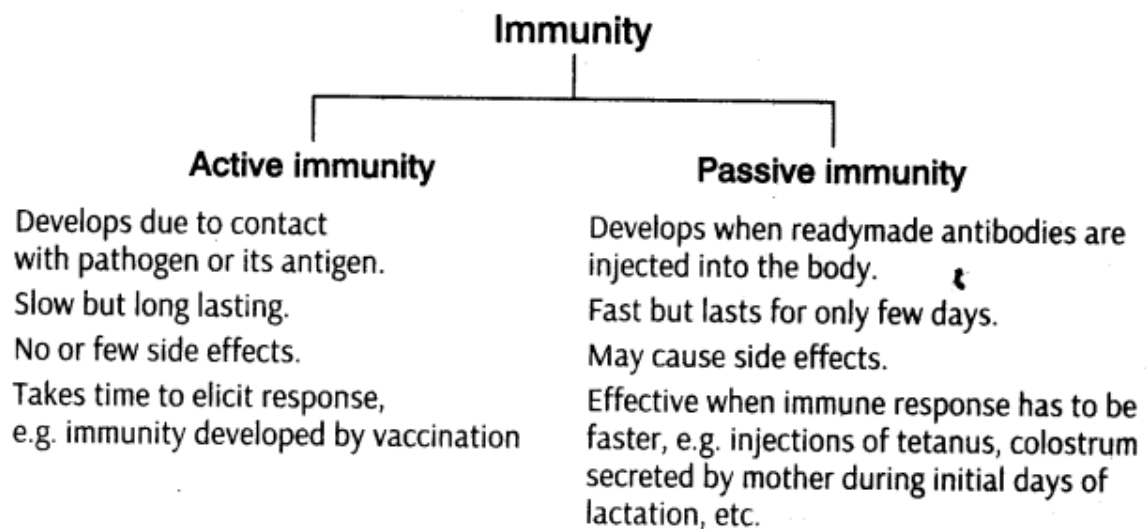 Immunity
Active immunity
Develops due to contact
with pathogen or its antigen.
Slow but long lasting.
No or few side effects.
Takes time to elicit response,
e.g. immunity developed by vaccination
Passive immunity
Develops when readymade antibodies are
injected into the body.
Fast but lasts for only few days.
May cause side effects.
Effective when immune response has to be
faster, e.g. injections of tetanus, colostrum
secreted by mother during initial days of
lactation, etc.